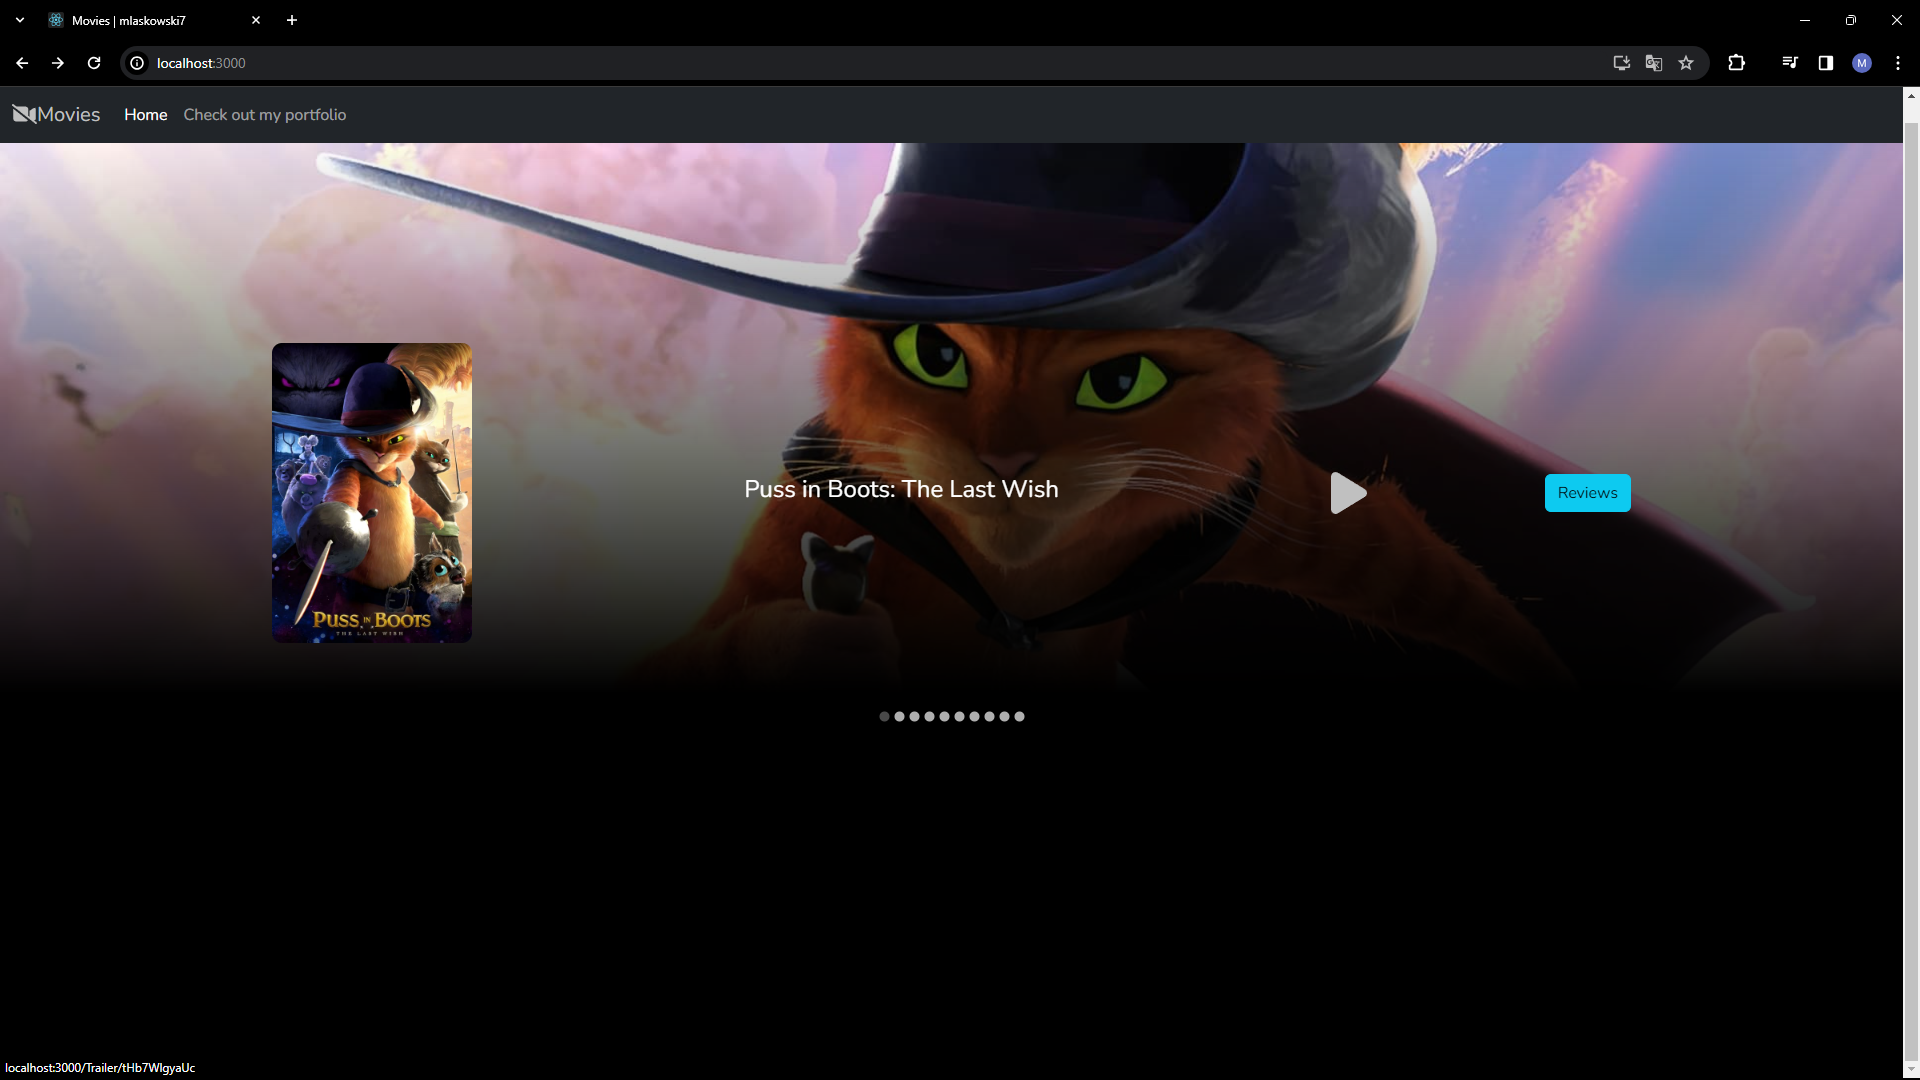 Movies | mlaskowski7
localhost:3000
M
Movies Home Check out my portfolio
Puss in Boots: The Last Wish
Reviews
PUSS IN BOOTS
THE LAST WISH
localhost:3000/Trailer/tHb7WlgyaUc